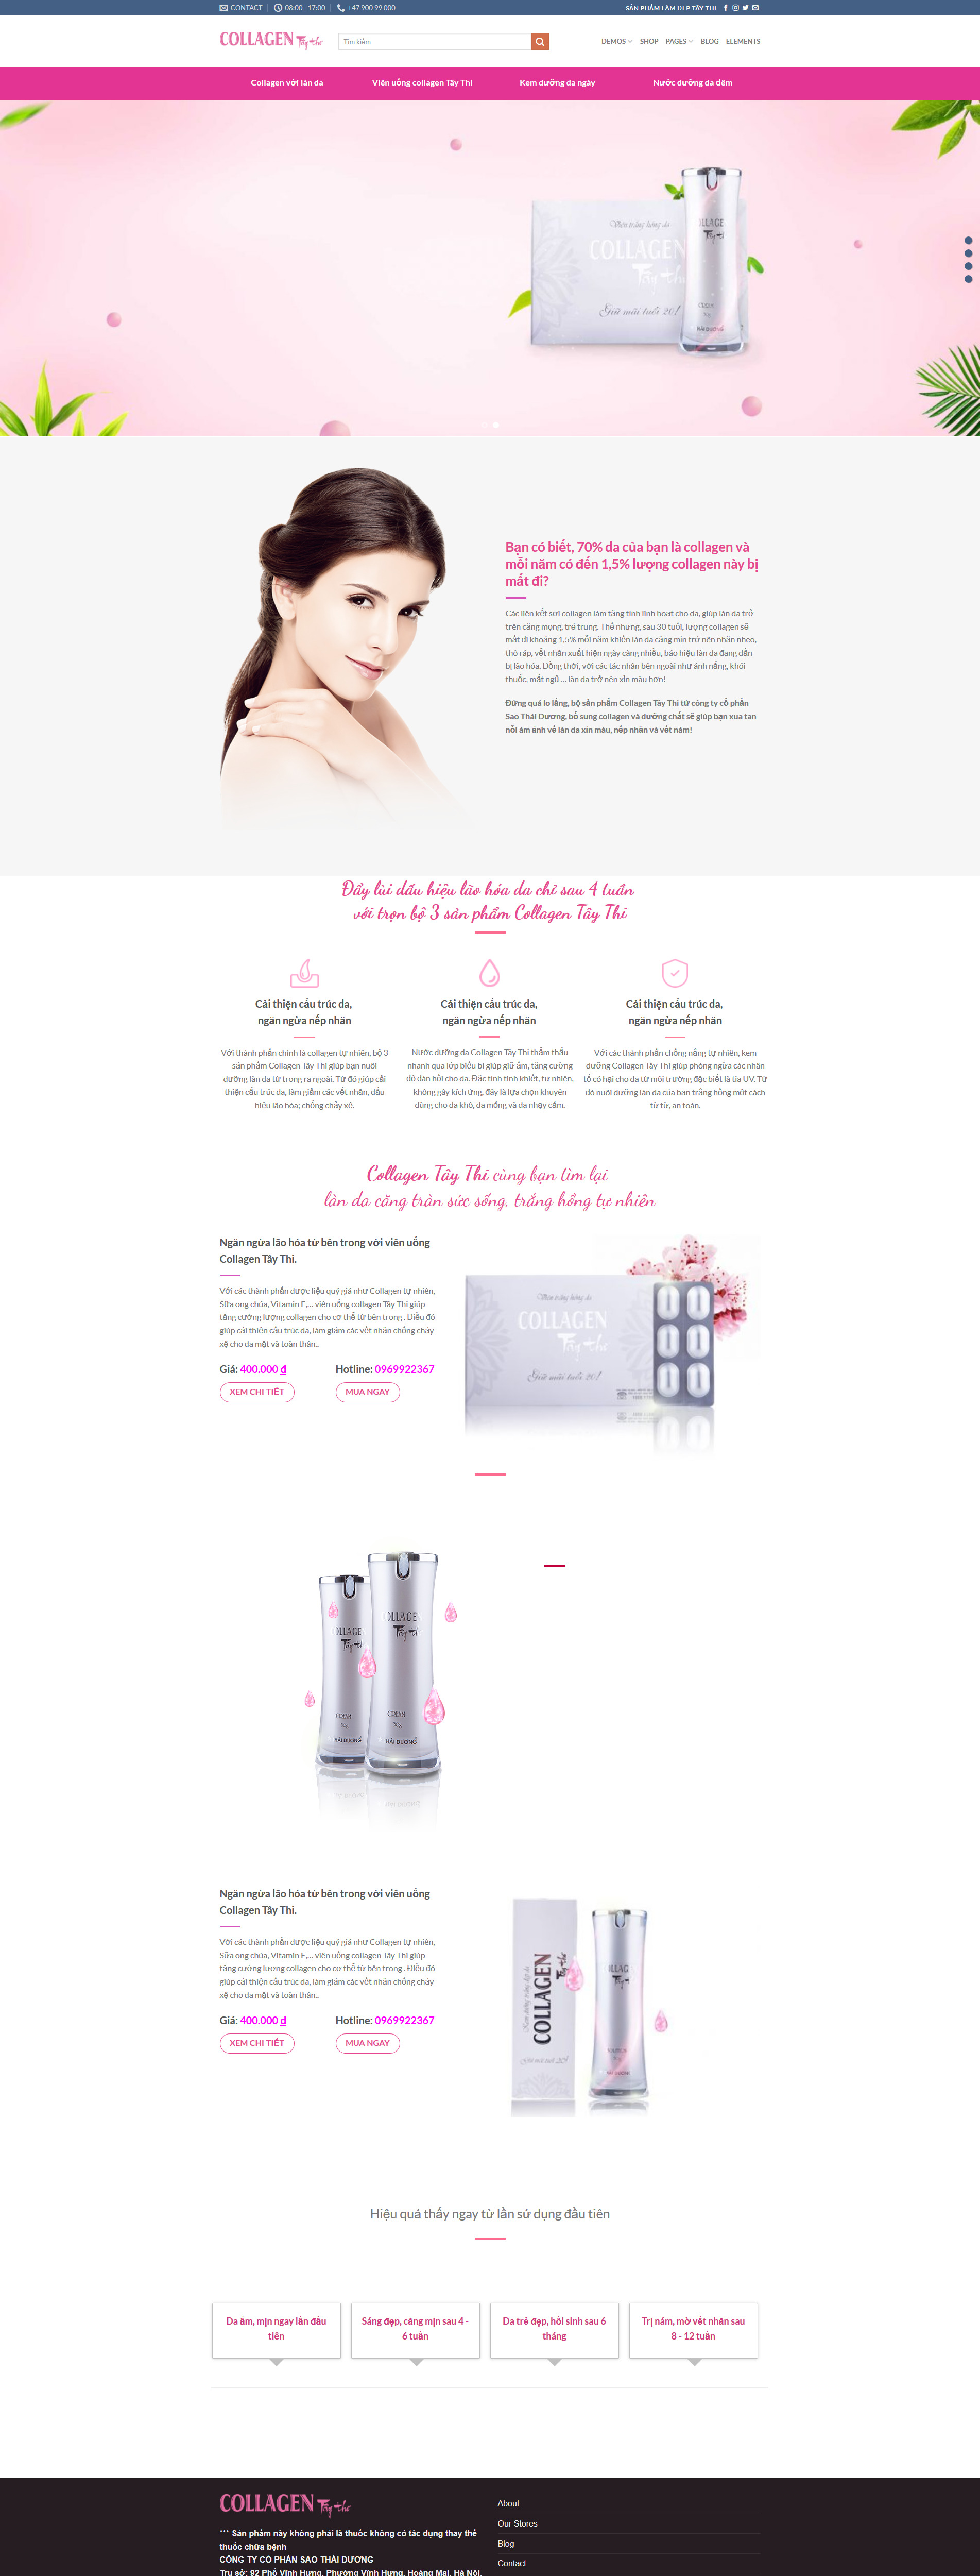 CONTACT 08:00 - 17:00 +47 900 99 000 SẢN PHẨM LÀM ĐẸP TÂY THI
COLLAGEN Tây thi Tìm kiếm DEMOS SHOP PAGES BLOG ELEMENTS
Collagen với làn da Viên uống collagen Tây Thi Kem dưỡng da ngày Nước dưỡng da đêm
Viên trắng hồng da
COLLAGEN
Tây thi
Giữ mãi tuổi 20!
COLLAGEN
Tây thi
CREAM
HẢI DƯƠNG
Bạn có biết, 70% da của bạn là collagen và
mỗi năm có đến 1,5% lượng collagen này bị
mất đi?
Các liên kết sợi collagen làm tăng tính linh hoạt cho da, giúp làn da trở
trên căng mọng, trẻ trung. Thế nhưng, sau 30 tuổi, lượng collagen sẽ
mất đi khoảng 1,5% mỗi năm khiến làn da căng mịn trở nên nhăn nheo,
thô ráp, vết nhăn xuất hiện ngày càng nhiều, báo hiệu làn da đang dần
bị lão hóa. Đồng thời, với các tác nhân bên ngoài như ánh nắng, khói
thuốc, mất ngủ ... làn da trở nên xỉn màu hơn!
Đừng quá lo lắng, bộ sản phẩm Collagen Tây Thi từ công ty cổ phần
Sao Thái Dương, bổ sung collagen và dưỡng chất sẽ giúp bạn xua tan
nỗi ám ảnh về làn da xỉn màu, nếp nhăn và vết nám!
Đẩy lùi dấu hiệu lão hóa da chỉ sau 4 tuần
với trọn bộ 3 sản phẩm Collagen Tây Thi
Cải thiện cấu trúc da,
ngăn ngừa nếp nhăn
Với thành phần chính là collagen tự nhiên, bộ 3
sản phẩm Collagen Tây Thi giúp bạn nuôi
dưỡng làn da từ trong ra ngoài. Từ đó giúp cải
thiện cấu trúc da, làm giảm các vết nhăn, dấu
hiệu lão hóa; chống chảy xệ.
Cải thiện cấu trúc da,
ngăn ngừa nếp nhăn
Nước dưỡng da Collagen Tây Thi thẩm thấu
nhanh qua lớp biểu bì giúp giữ ẩm, tăng cường
độ đàn hồi cho da. Đặc tính tinh khiết, tự nhiên,
không gây kích ứng, đây là lựa chọn khuyên
dùng cho da khô, da mỏng và da nhạy cảm.
Cải thiện cấu trúc da,
ngăn ngừa nếp nhăn
Với các thành phần chống nắng tự nhiên, kem
dưỡng Collagen Tây Thi giúp phòng ngừa các nhân
tố có hại cho da từ môi trường đặc biệt là tia UV. Từ
đó nuôi dưỡng làn da của bạn trắng hồng một cách
từ từ, an toàn.
Collagen Tây Thi cùng bạn tìm lại
làn da căng tràn sức sống, trắng hồng tự nhiên
Ngăn ngừa lão hóa từ bên trong với viên uống
Collagen Tây Thi.
Với các thành phần dược liệu quý giá như Collagen tự nhiên,
Sữa ong chúa, Vitamin E,... viên uống collagen Tây Thi giúp
tăng cường lượng collagen cho cơ thể từ bên trong . Điều đó
giúp cải thiện cấu trúc da, làm giảm các vết nhăn chống chảy
xệ cho da mặt và toàn thân..
Giá: 400.000 ₫ Hotline: 0969922367
XEM CHI TIẾT MUA NGAY
Viên trắng hồng da
COLLAGEN
Tây thi
Giữ mãi tuổi 20!
COLLAGEN
Tây thi
COLLAGEN
Tây thi
CREAM
50g
HẢI DƯƠNG
Ngăn ngừa lão hóa từ bên trong với viên uống
Collagen Tây Thi.
Với các thành phần dược liệu quý giá như Collagen tự nhiên,
Sữa ong chúa, Vitamin E,... viên uống collagen Tây Thi giúp
tăng cường lượng collagen cho cơ thể từ bên trong . Điều đó
giúp cải thiện cấu trúc da, làm giảm các vết nhăn chống chảy
xệ cho da mặt và toàn thân..
Giá: 400.000 ₫ Hotline: 0969922367
XEM CHI TIẾT MUA NGAY
COLLAGEN
Tây thi
Hiệu quả thấy ngay từ lần sử dụng đầu tiên
Da ẩm, mịn ngay lần đầu
tiên
Sáng đẹp, căng mịn sau 4 -
6 tuần
Da trẻ đẹp, hồi sinh sau 6
tháng
Trị nám, mờ vết nhăn sau
8 - 12 tuần
COLLAGEN Tây thi
*** Sản phẩm này không phải là thuốc không có tác dụng thay thế
thuốc chữa bệnh
CÔNG TY CỔ PHẦN SAO THÁI DƯƠNG
Trụ sở: 92 Phố Vĩnh Hưng, Phường Vĩnh Hưng, Hoàng Mai, Hà Nội,
About
Our Stores
Blog
Contact